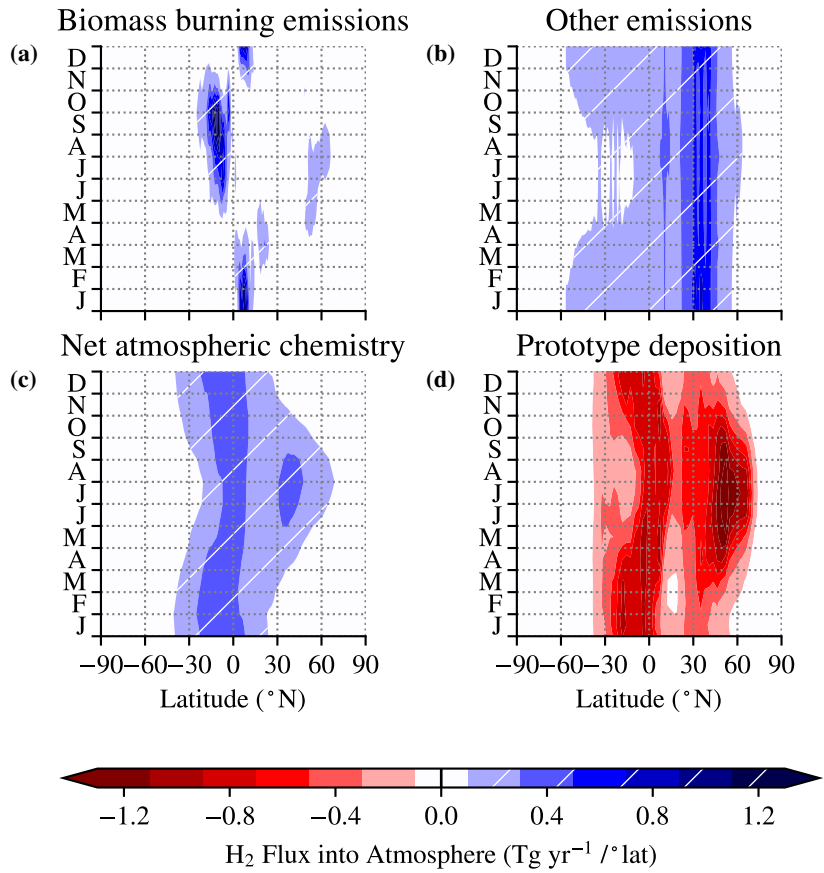 Biomass burning emissions
Other emissions
(a)
D
N
O
S
A
J
J
M
A
M
F
J
(b)
D
N
O
S
A
J
J
M
A
M
F
J
Net atmospheric chemistry
Prototype deposition
(c)
D
N
O
S
A
J
J
M
A
M
F
J
−90−60−30 0 30 60 90
Latitude (°N)
(d)
D
N
O
S
A
J
J
M
A
M
F
J
−90−60−30 0 30 60 90
Latitude (°N)
−1.2 −0.8 −0.4 0.0 0.4 0.8 1.2
H₂ Flux into Atmosphere (Tg yr⁻¹ /°lat)